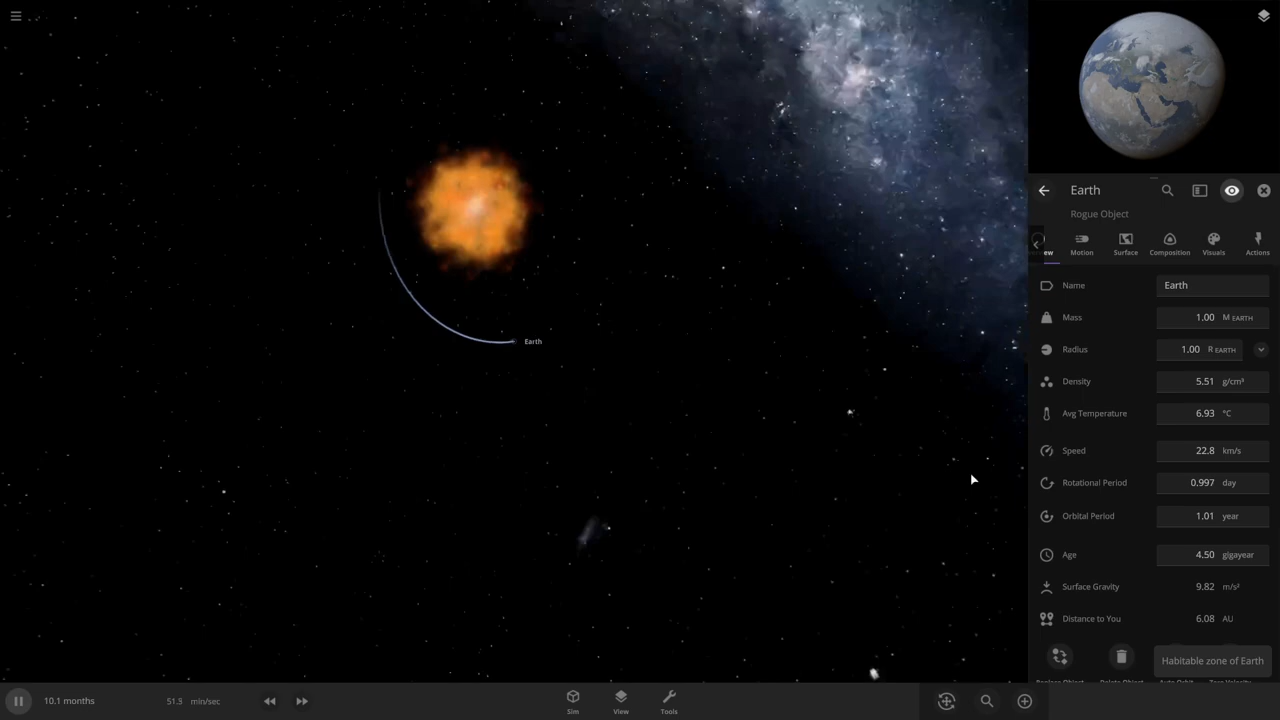 Earth
Earth
Rogue Object
Motion
Surface
Composition
Visuals
Actions
Name
Earth
Mass
1.00 M EARTH
Radius
1.00 R EARTH
Density
5.51 g/cm³
Avg Temperature
6.93 °C
Speed
22.8 km/s
Rotational Period
0.997 day
Orbital Period
1.01 year
Age
4.50 gigayear
Surface Gravity
9.82 m/s²
Distance to You
6.08 AU
Habitable zone of Earth
10.1 months
51.3 min/sec
Sim
View
Tools